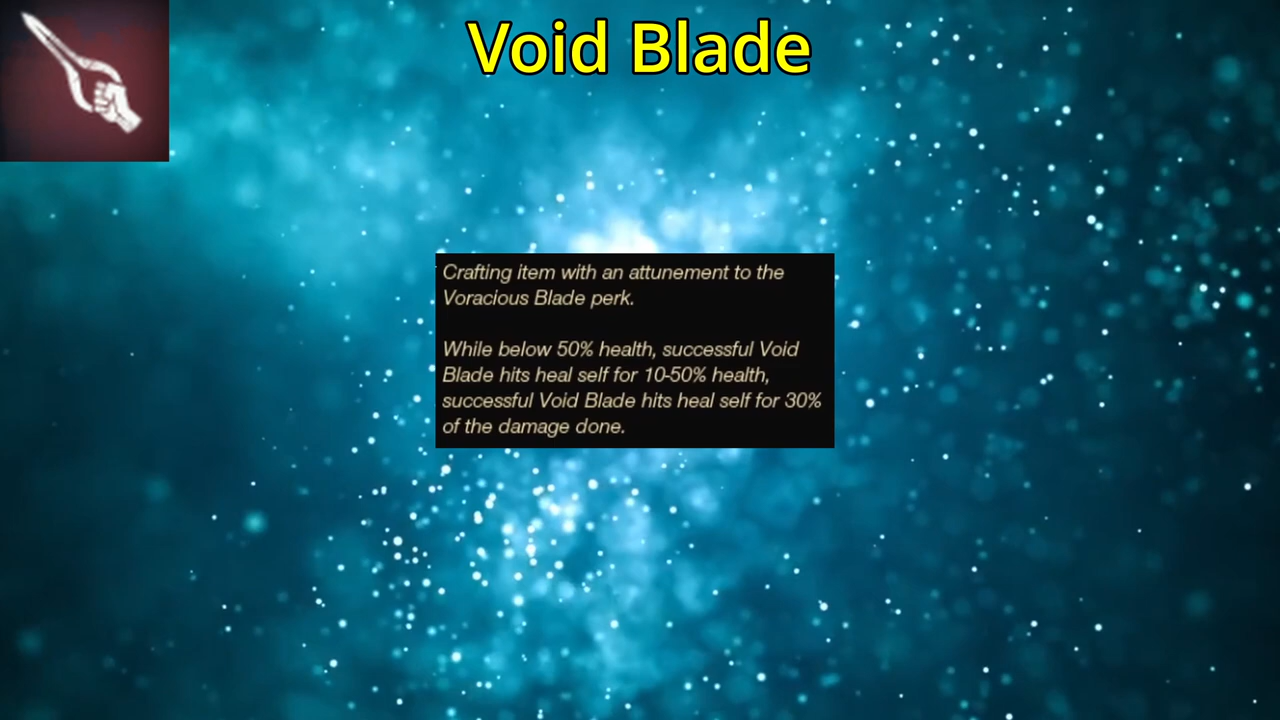 Void Blade
Crafting item with an attunement to the
Voracious Blade perk.
While below 50% health, successful Void
Blade hits heal self for 10-50% health,
successful Void Blade hits heal self for 30%
of the damage done.